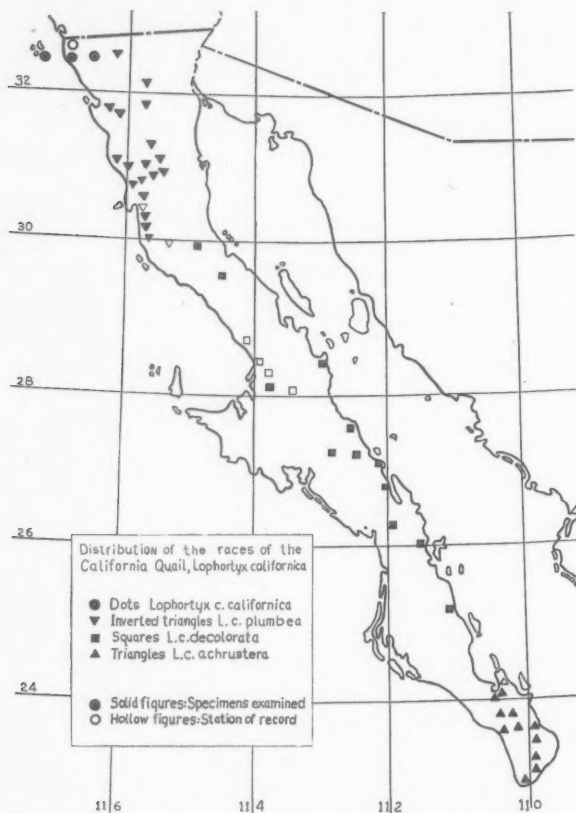 32
30
28
26
24
Distribution of the races of the
California Quail, Lophortyx californica
Dots Lophortyx c. californica
Inverted triangles L. c. plumbea
Squares L.c.decolorata
Triangles L.c. achrustera
Solid figures:Specimens examined
Hollow figures:Station of record
116
114
112
110